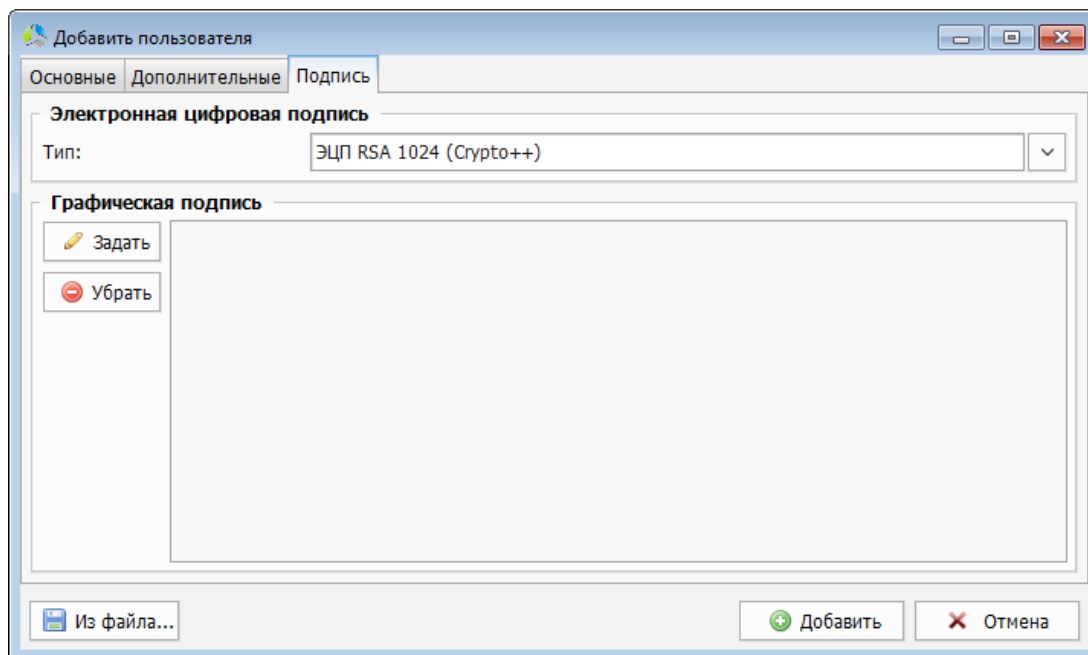 Добавить пользователя
Основные Дополнительные Подпись
Электронная цифровая подпись
Тип: ЭЦП RSA 1024 (Crypto++)
Графическая подпись
Задать
Убрать
Из файла... Добавить Отмена